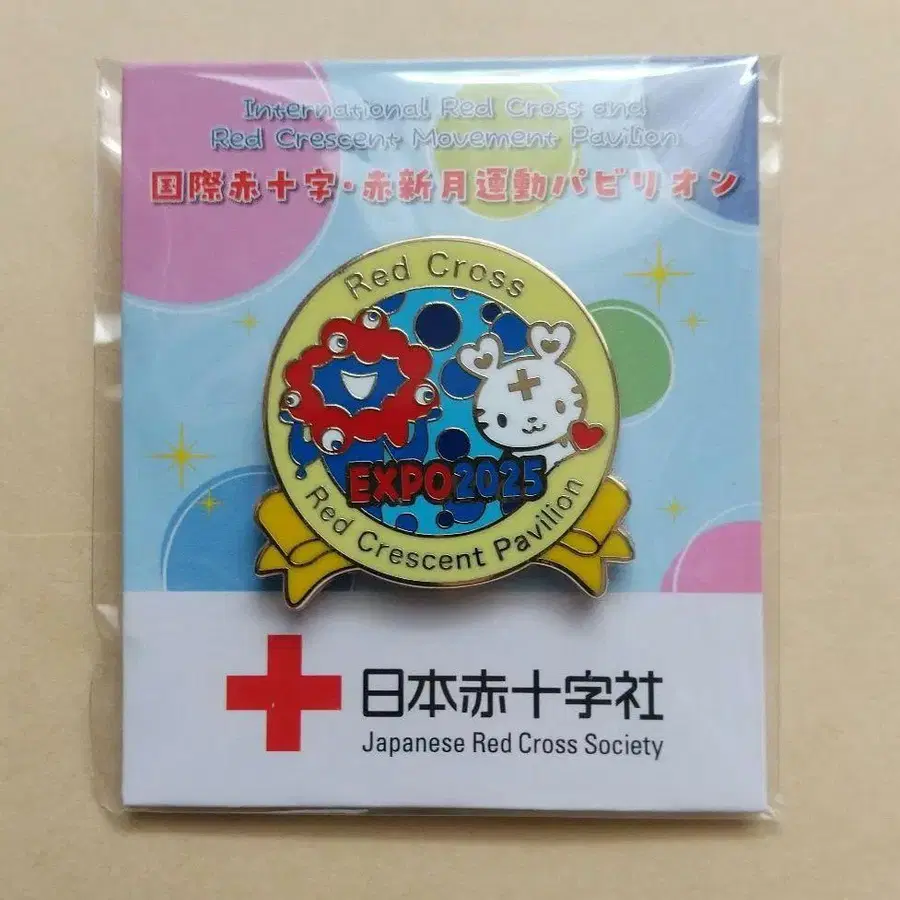 International Red Cross and
Red Crescent Movement Pavilion
国際赤十字・赤新月運動パビリオン
Red Cross
EXPO2025
Red Crescent Pavilion
日本赤十字社
Japanese Red Cross Society